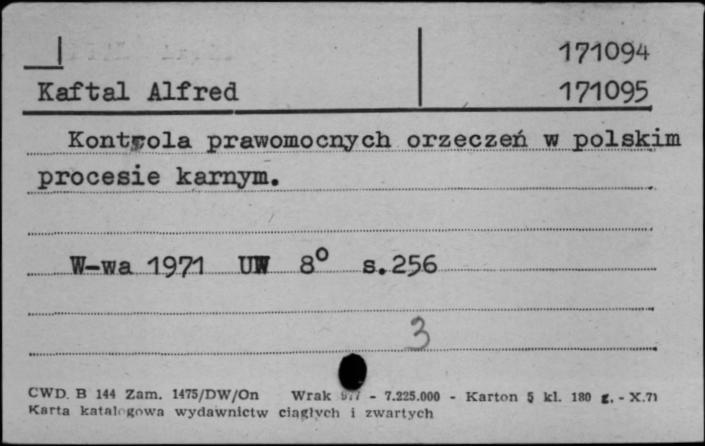 171094
Kaftal Alfred 171095
Kontrola prawomocnych orzeczeń w polskim
procesie karnym.
W-wa 1971 UW 8° s.256
3
CWD. B 144 Zam. 1475/DW/On Wrak - 7.225.000 - Karton 5 kl. 180 g. - X.71
Karta katalogowa wydawnictw ciągłych i zwartych